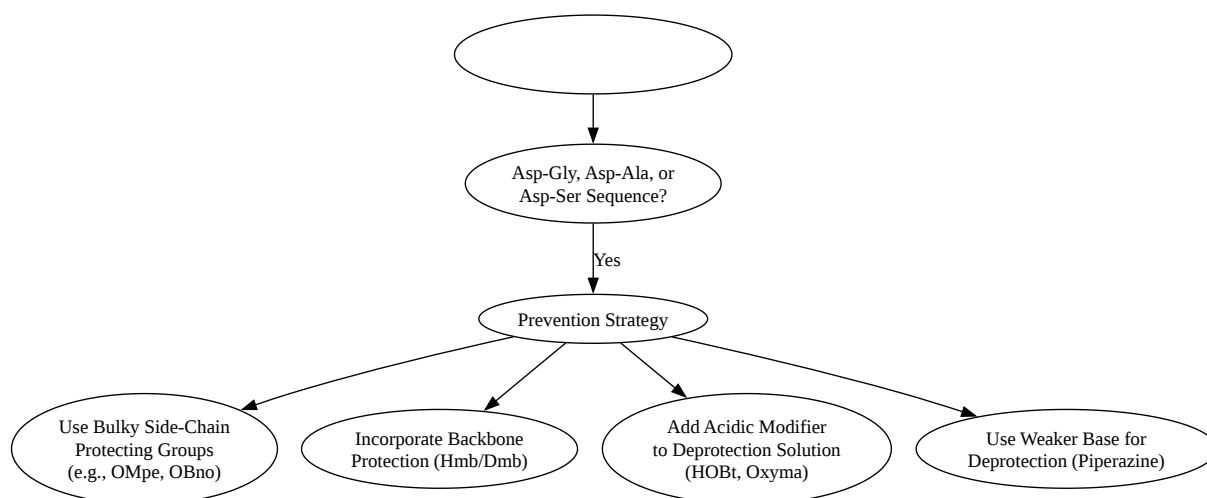 Asp-Gly, Asp-Ala, or
Asp-Ser Sequence?
Yes
Prevention Strategy
Use Bulky Side-Chain
Protecting Groups
(e.g., OMpe, OBno)
Incorporate Backbone
Protection (Hmb/Dmb)
Add Acidic Modifier
to Deprotection Solution
(HOBt, Oxyma)
Use Weaker Base for
Deprotection (Piperazine)